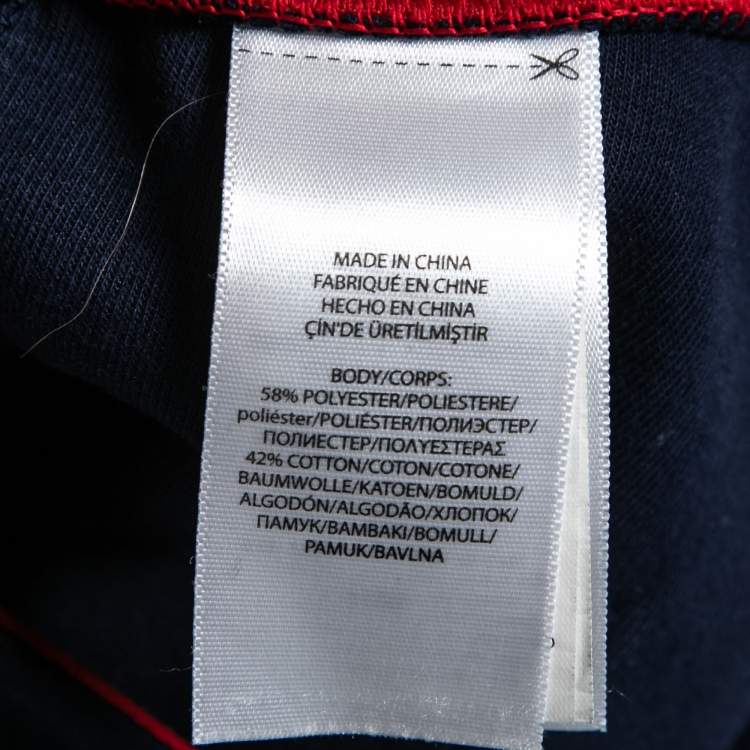 MADE IN CHINA
FABRIQUÉ EN CHINE
HECHO EN CHINA
ÇİN'DE ÜRETİLMİŞTİR
BODY/CORPS:
58% POLYESTER/POLIESTERE/
poliéster/POLIÉSTER/ПОЛИЭСТЕР/
ПОЛИЕСТЕР/ΠΟΛΥΕΣΤΕΡΑΣ
42% COTTON/COTON/COTONE/
BAUMWOLLE/KATOEN/BOMULD/
ALGODÓN/ALGODÃO/ХЛОПОК/
ПАМУК/ΒΑΜΒΑΚΙ/BOMULL/
PAMUK/BAVLNA